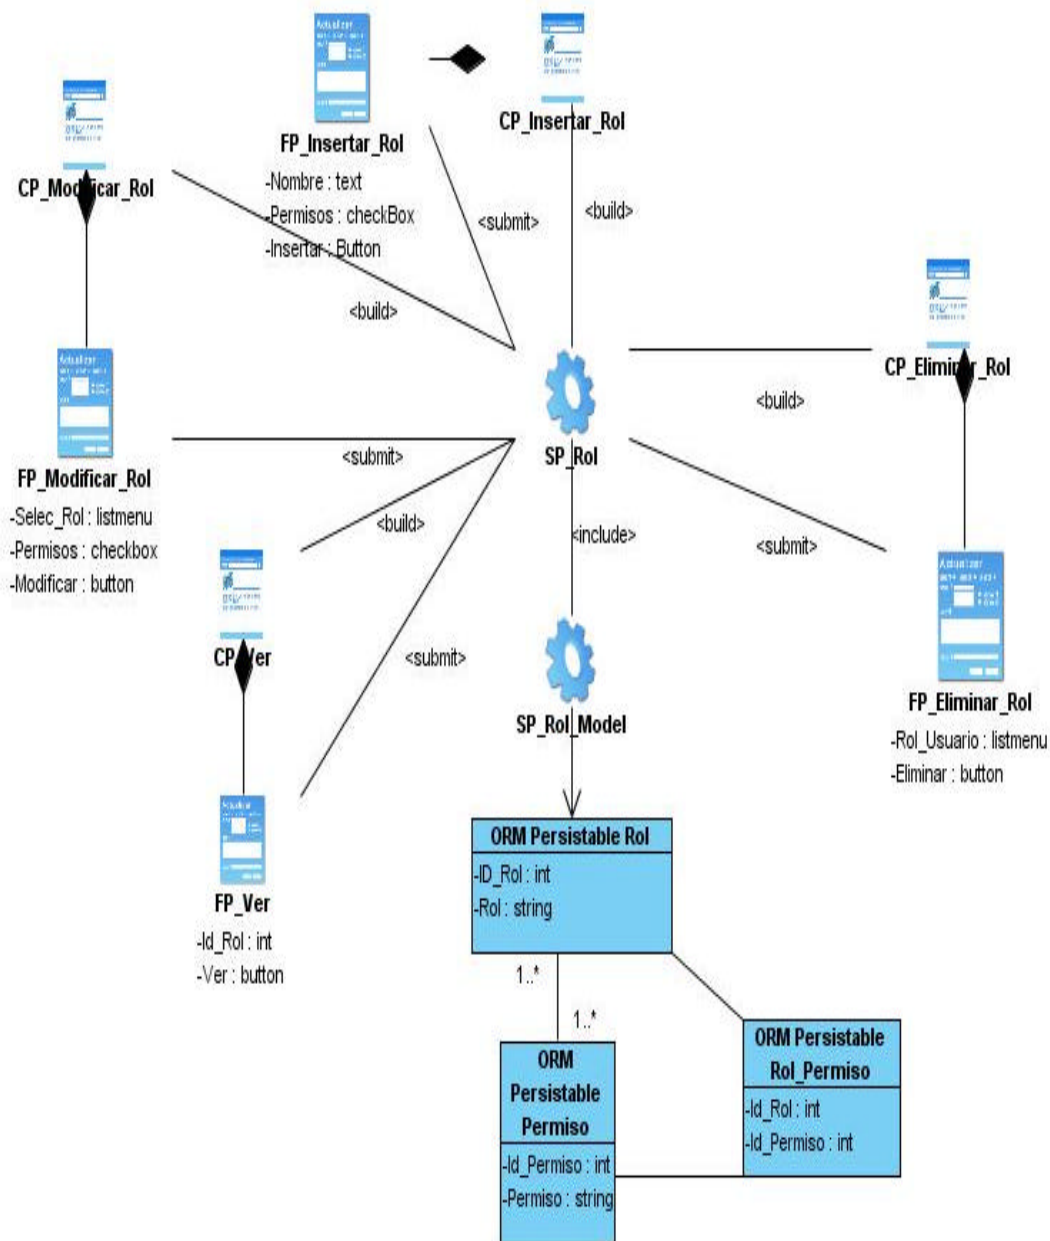 CP_Insertar_Rol
FP_Insertar_Rol
-Nombre : text
-Permisos : checkBox
-Insertar : Button
CP_Modificar_Rol
<submit>
<build>
<build>
Actualizar
FP_Modificar_Rol
-Selec_Rol : listmenu
-Permisos : checkbox
-Modificar : button
SP_Rol
CP_Eliminar_Rol
<build>
<submit>
<build>
<include>
<submit>
CP_Ver
<submit>
SP_Rol_Model
Actualizar
FP_Eliminar_Rol
-Rol_Usuario : listmenu
-Eliminar : button
Actualizar
FP_Ver
-Id_Rol : int
-Ver : button
ORM Persistable Rol
-ID_Rol : int
-Rol : string
1..*
1..*
ORM
Persistable
Permiso
-Id_Permiso : int
-Permiso : string
ORM Persistable
Rol_Permiso
-Id_Rol : int
-Id_Permiso : int